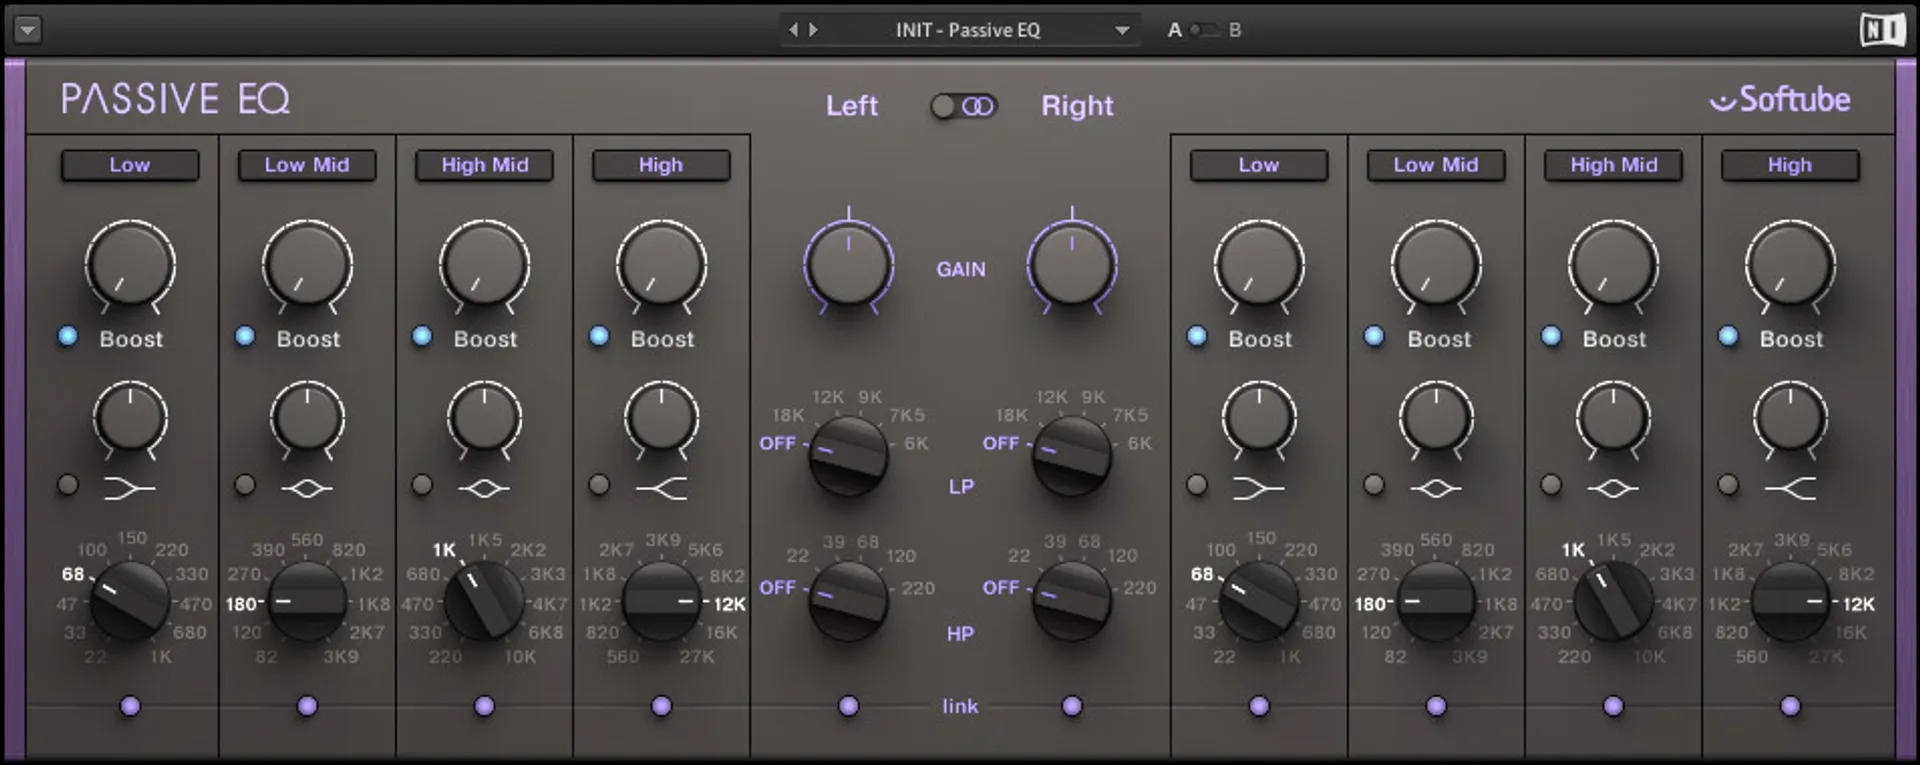 INIT - Passive EQ
A B
NI
PASSIVE EQ
Left Right
Softube
Low Low Mid High Mid High Low Low Mid High Mid High
GAIN
Boost Boost Boost Boost Boost Boost Boost Boost
12K 9K 12K 9K
18K 7K5 18K 7K5
OFF 6K OFF 6K
LP
150 560 1K5 3K9 39 68 39 68 150 560 1K5 3K9
100 220 390 820 1K 2K2 2K7 5K6 22 120 22 120 100 220 390 820 1K 2K2 2K7 5K6
68 330 270 1K2 680 3K3 1K8 8K2 OFF 220 OFF 220 68 330 270 1K2 680 3K3 1K8 8K2
47 470 180 1K8 470 4K7 1K2 12K 47 470 180 1K8 470 4K7 1K2 12K
33 680 120 2K7 330 6K8 820 16K HP 33 680 120 2K7 330 6K8 820 16K
22 1K 82 3K9 220 10K 560 27K 22 1K 82 3K9 220 10K 560 27K
link